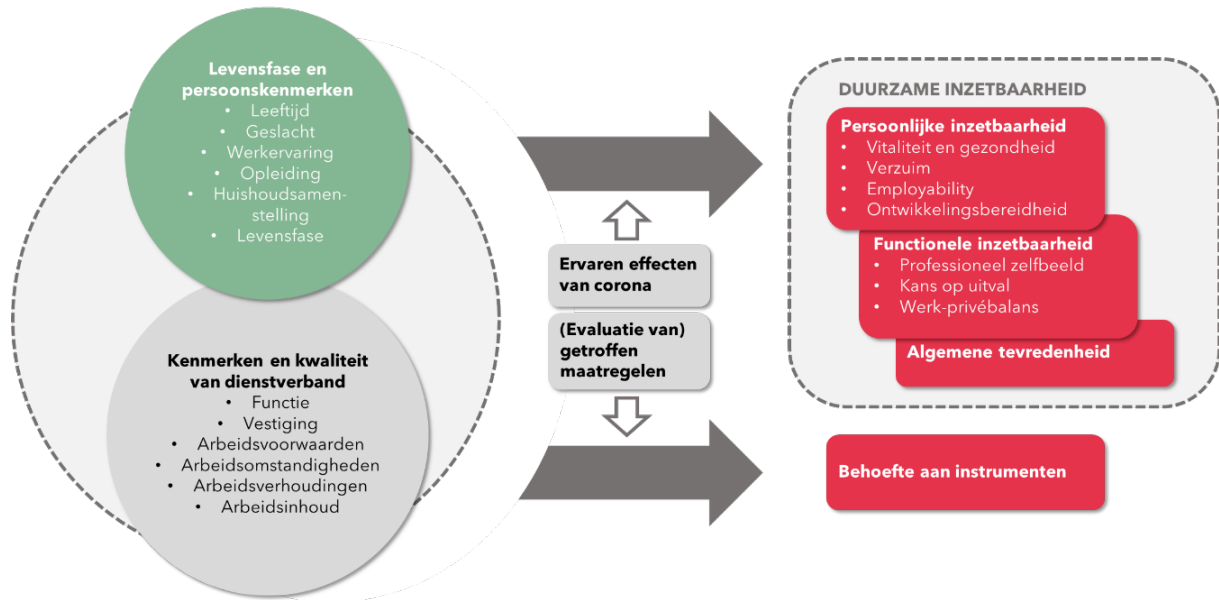 Levensfase en
persoonskenmerken
• Leeftijd
• Geslacht
• Werkervaring
• Opleiding
• Huishoudsamen-
stelling
• Levensfase
Kenmerken en kwaliteit
van dienstverband
• Functie
• Vestiging
• Arbeidsvoorwaarden
• Arbeidsomstandigheden
• Arbeidsverhoudingen
• Arbeidsinhoud
Ervaren effecten
van corona
(Evaluatie van)
getroffen
maatregelen
DUURZAME INZETBAARHEID
Persoonlijke inzetbaarheid
• Vitaliteit en gezondheid
• Verzuim
• Employability
• Ontwikkelingsbereidheid
Functionele inzetbaarheid
• Professioneel zelfbeeld
• Kans op uitval
• Werk-privébalans
Algemene tevredenheid
Behoefte aan instrumenten